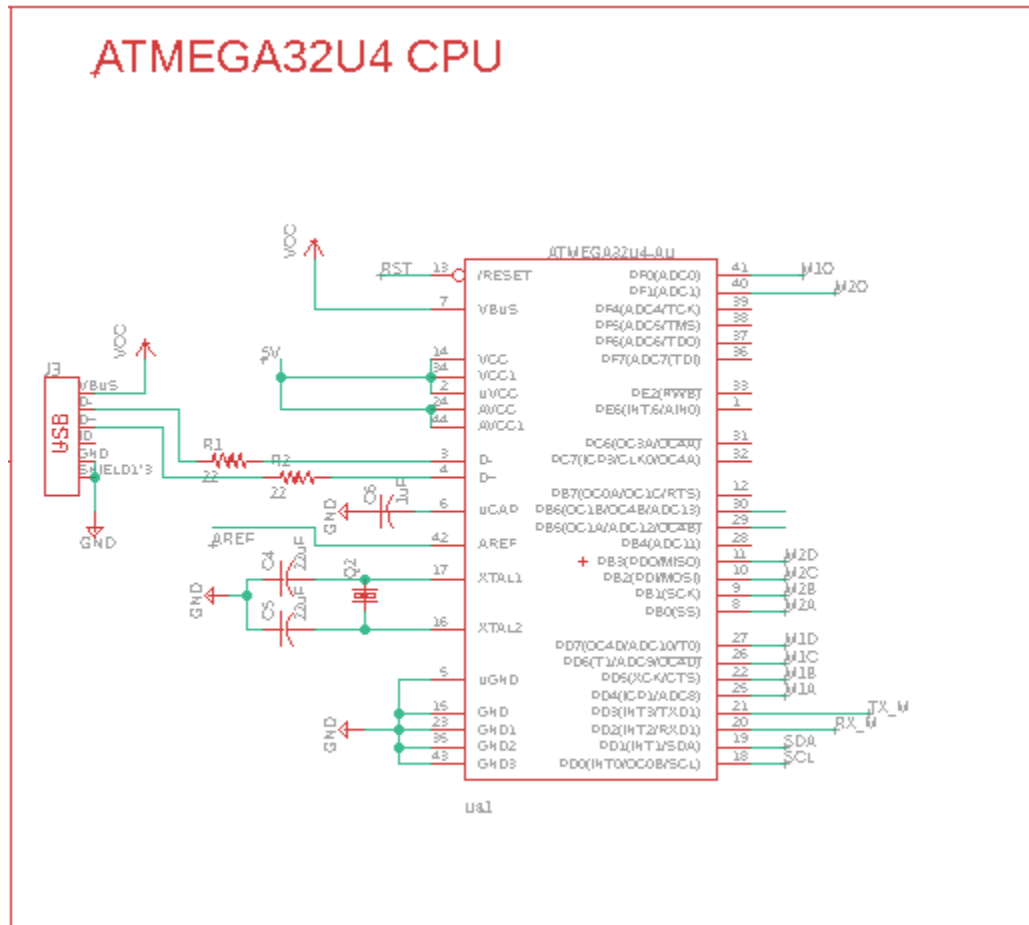 ATMEGA32U4 CPU
VCC
ATMEGA32U4-AU
RST 13 /RESET
7 VBUS
VCC
+5V
14 VCC
34 VCC1
2 UVCC
24 AVCC
44 AVCC1
J3
USB
VBUS
D-
D+
ID
GND
SHIELD1'3
GND
R1
22
R2
22
3 D-
4 D+
GND
C6
1uF
6 UCAP
AREF
42 AREF
GND
C4
22uF
C5
22uF
Q2
17 XTAL1
16 XTAL2
GND
5 UGND
15 GND
23 GND1
35 GND2
43 GND3
PF0(ADC0) 41 M1O
PF1(ADC1) 40 M2O
PF4(ADC4/TCK) 39
PF5(ADC5/TMS) 38
PF6(ADC6/TDO) 37
PF7(ADC7(TDI) 36
PE2(HWB) 33
PE6(INT.6/AIN0) 1
PC6(OC3A/OC4A) 31
PC7(ICP3/CLK0/OC4A) 32
PB7(OC0A/OC1C/RTS) 12
PB6(OC1B/OC4B/ADC13) 30
PB5(OC1A/ADC12/OC4B) 29
PB4(ADC11) 28
PB3(PDO/MISO) 11 M2D
PB2(PDI/MOSI) 10 M2C
PB1(SCK) 9 M2B
PB0(SS) 8 M2A
PD7(OC4D/ADC10/T0) 27 M1D
PD6(T1/ADC9/OC4D) 26 M1C
PD5(XCK/CTS) 22 M1B
PD4(ICP1/ADC8) 25 M1A
PD3(INT3/TXD1) 21 TX_M
PD2(INT2/RXD1) 20 RX_M
PD1(INT1/SDA) 19 SDA
PD0(INT0/OC0B/SCL) 18 SCL